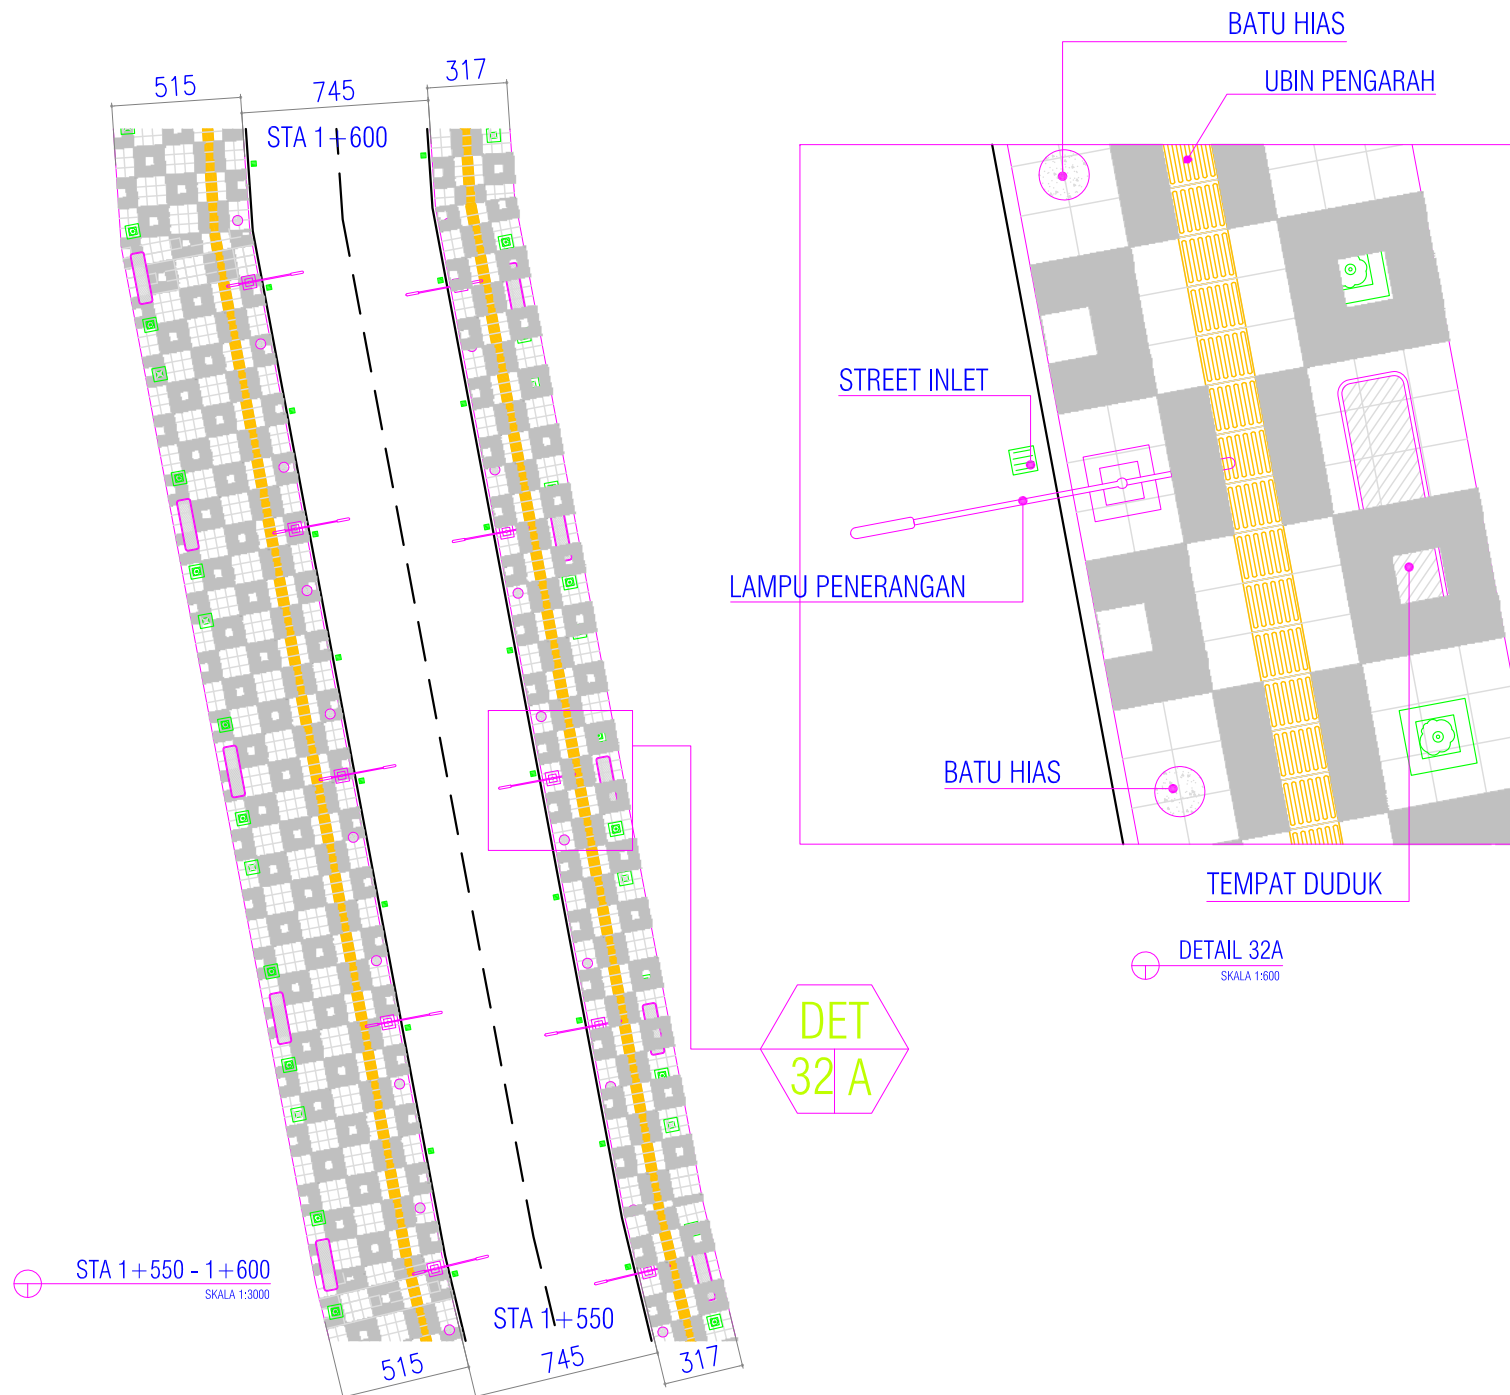 BATU HIAS
UBIN PENGARAH
515
745
317
STA 1+600
STREET INLET
LAMPU PENERANGAN
BATU HIAS
TEMPAT DUDUK
DETAIL 32A
SKALA 1:600
DET
32 A
STA 1+550 - 1+600
SKALA 1:3000
STA 1+550
515
745
317